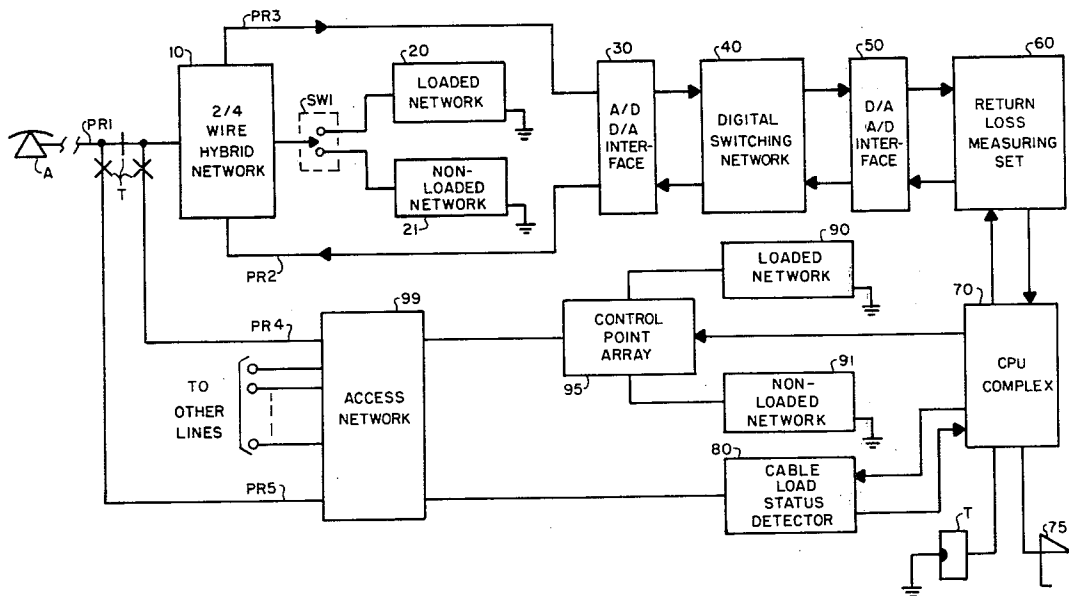 PR3
10
2/4
WIRE
HYBRID
NETWORK
SW1
20
LOADED
NETWORK
NON-
LOADED
NETWORK
21
30
A/D
D/A
INTER-
FACE
40
DIGITAL
SWITCHING
NETWORK
50
D/A
A/D
INTER-
FACE
60
RETURN
LOSS
MEASURING
SET
PR1
A
T
PR2
PR4
99
ACCESS
NETWORK
TO
OTHER
LINES
PR5
CONTROL
POINT
ARRAY
95
90
LOADED
NETWORK
91
NON-
LOADED
NETWORK
80
CABLE
LOAD
STATUS
DETECTOR
70
CPU
COMPLEX
T
75